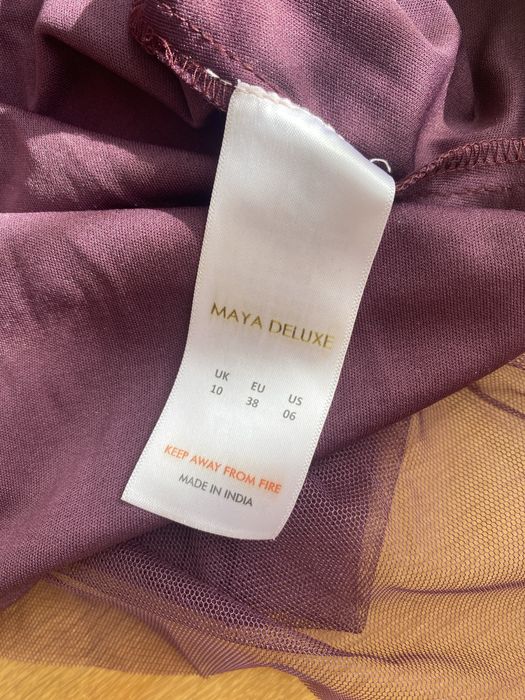 MAYA DELUXE
UK EU US
10 38 06
KEEP AWAY FROM FIRE
MADE IN INDIA